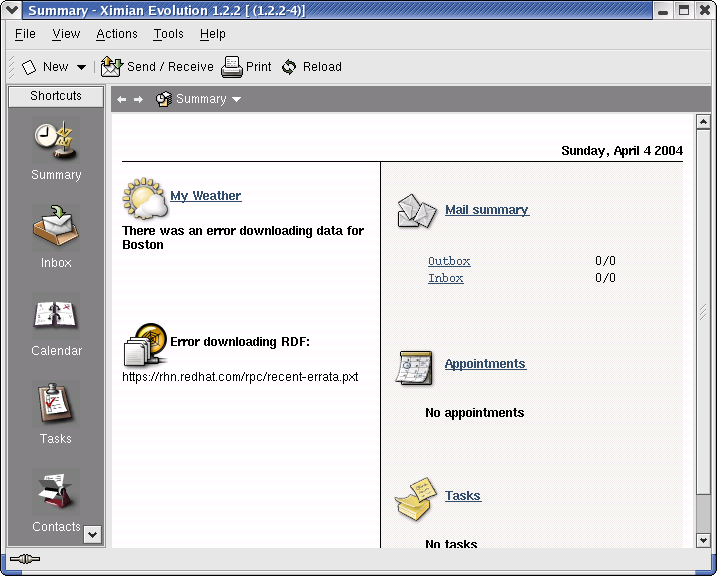 Summary - Ximian Evolution 1.2.2 [ (1.2.2-4)]
File View Actions Tools Help
New Send / Receive Print Reload
Shortcuts
Summary
Summary
Inbox
Calendar
Tasks
Contacts
Sunday, April 4 2004
My Weather
There was an error downloading data for
Boston
Error downloading RDF:
https://rhn.redhat.com/rpc/recent-errata.pxt
Mail summary
Outbox 0/0
Inbox 0/0
Appointments
No appointments
Tasks
No tasks